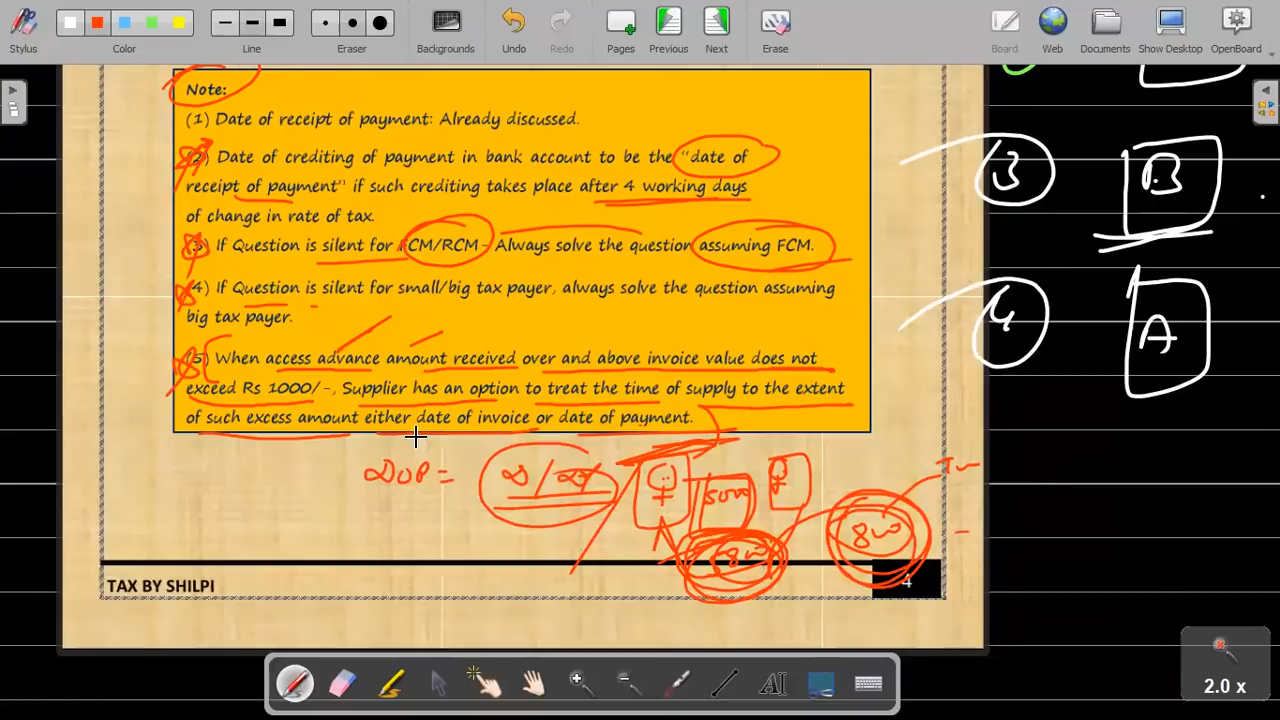 Stylus
Color
Line
Eraser
Backgrounds
Undo
Redo
Pages
Previous
Next
Erase
Board
Web
Documents
Show Desktop
OpenBoard
Note:
(1) Date of receipt of payment: Already discussed.
(2) Date of crediting of payment in bank account to be the "date of
receipt of payment" if such crediting takes place after 4 working days
of change in rate of tax.
(3) If Question is silent for FCM/RCM - Always solve the question assuming FCM.
(4) If Question is silent for small/big tax payer, always solve the question assuming
big tax payer.
(5) When access advance amount received over and above invoice value does not
exceed Rs 1000/-, Supplier has an option to treat the time of supply to the extent
of such excess amount either date of invoice or date of payment.
DOP =
5000
800
3 B
4 A
TAX BY SHILPI
4
2.0 x